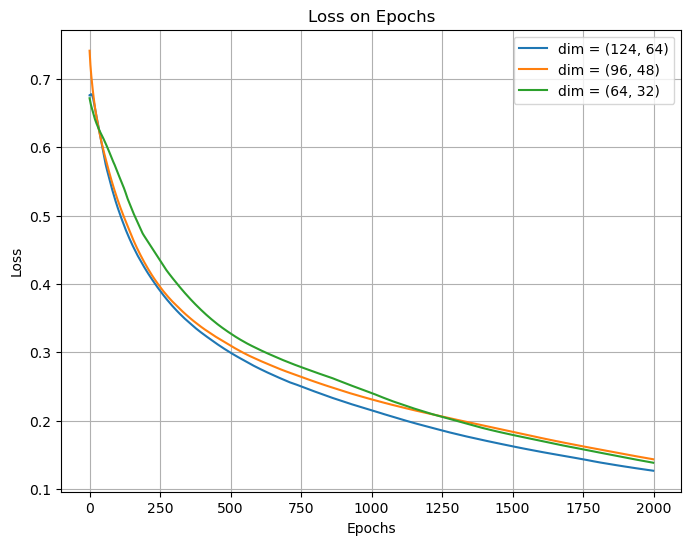 Loss on Epochs
dim = (124, 64)
dim = (96, 48)
dim = (64, 32)
Loss
0.7
0.6
0.5
0.4
0.3
0.2
0.1
0 250 500 750 1000 1250 1500 1750 2000
Epochs